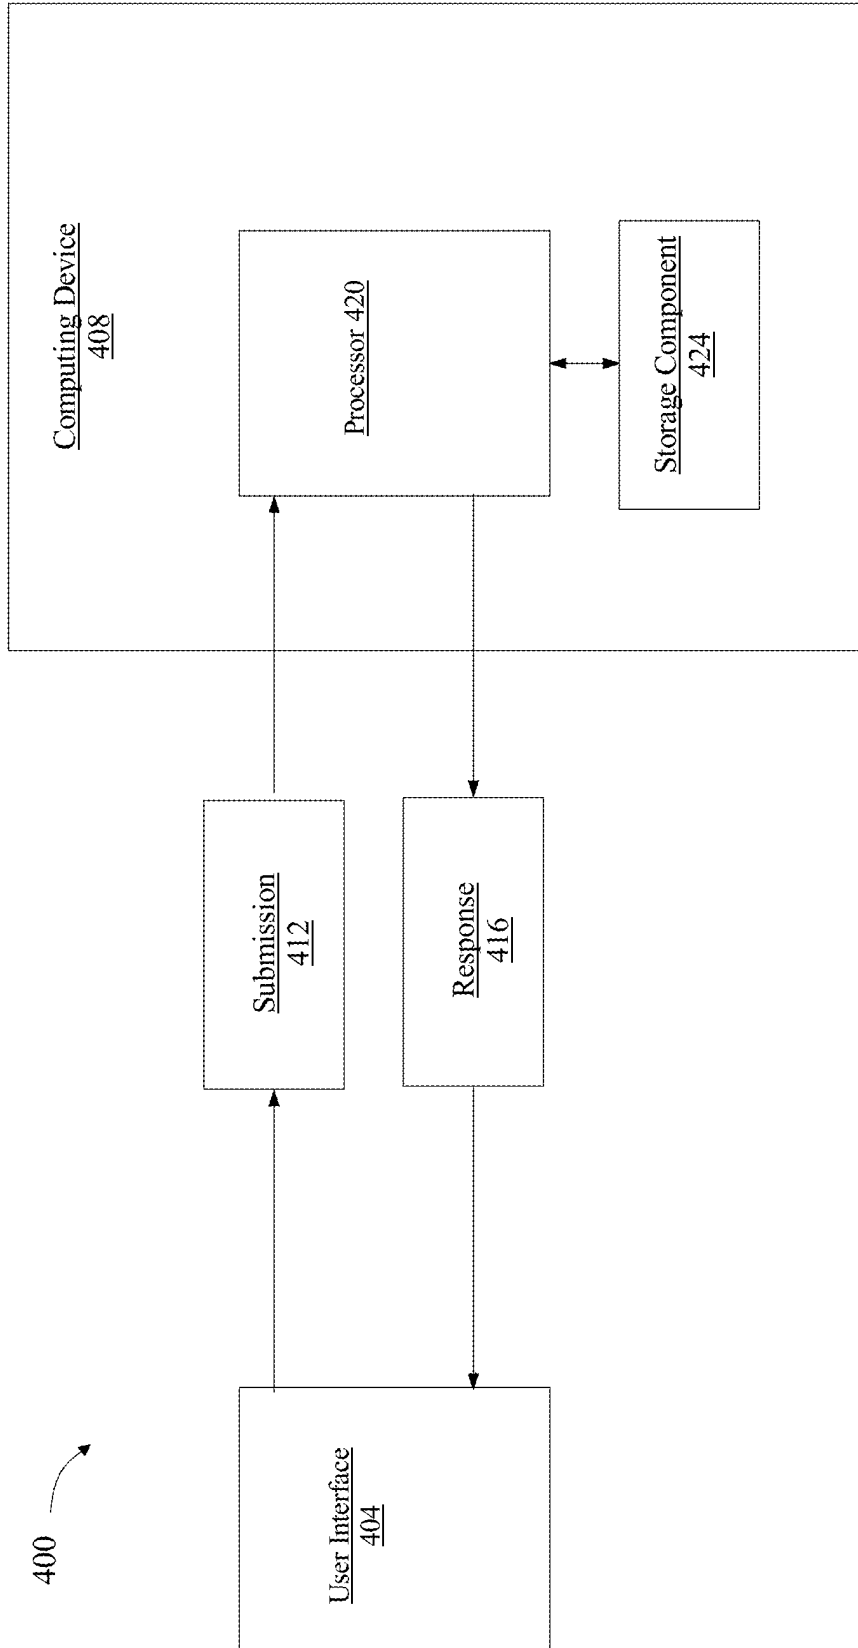 400
User Interface
404
Submission
412
Response
416
Computing Device
408
Processor 420
Storage Component
424